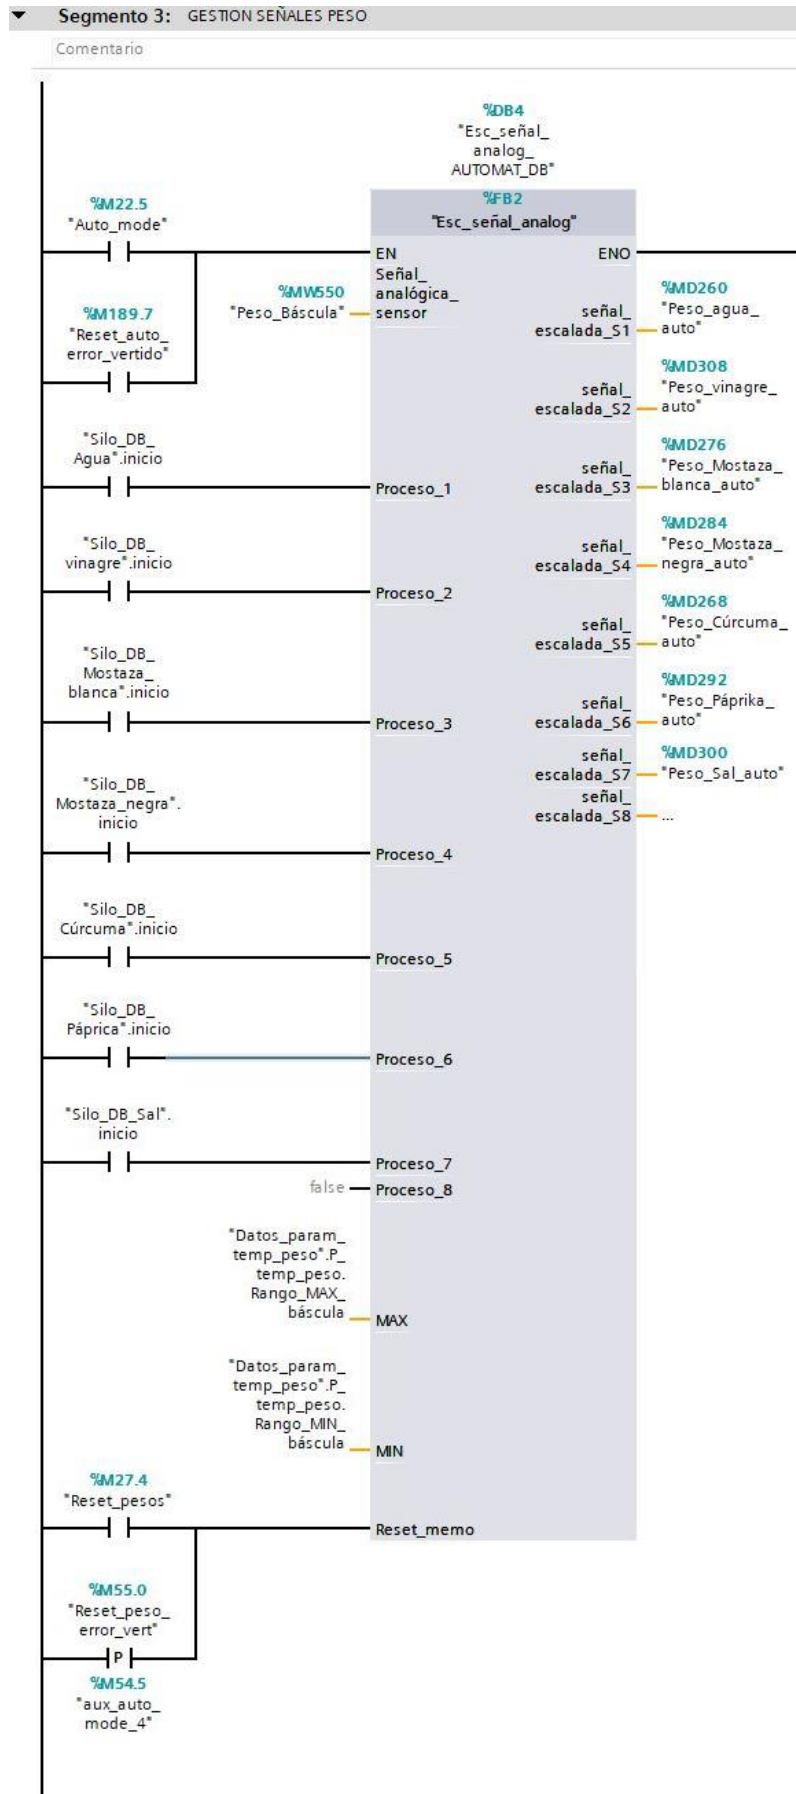 Segmento 3: GESTION SEÑALES PESO
Comentario
%DB4
"Esc_señal_
analog_
AUTOMAT_DB"
%FB2
"Esc_señal_analog"
%M22.5
"Auto_mode"
EN
ENO
%M189.7
"Reset_auto_
error_vertido"
%MW550
"Peso_Báscula"
Señal_
analógica_
sensor
señal_
escalada_S1
%MD260
"Peso_agua_
auto"
señal_
escalada_S2
%MD308
"Peso_vinagre_
auto"
"Silo_DB_
Agua".inicio
Proceso_1
señal_
escalada_S3
%MD276
"Peso_Mostaza_
blanca_auto"
"Silo_DB_
vinagre".inicio
Proceso_2
señal_
escalada_S4
%MD284
"Peso_Mostaza_
negra_auto"
señal_
escalada_S5
%MD268
"Peso_Cúrcuma_
auto"
"Silo_DB_
Mostaza_
blanca".inicio
Proceso_3
señal_
escalada_S6
%MD292
"Peso_Páprika_
auto"
señal_
escalada_S7
%MD300
"Peso_Sal_auto"
señal_
escalada_S8
...
"Silo_DB_
Mostaza_negra".
inicio
Proceso_4
"Silo_DB_
Cúrcuma".inicio
Proceso_5
"Silo_DB_
Páprica".inicio
Proceso_6
"Silo_DB_Sal".
inicio
Proceso_7
false
Proceso_8
"Datos_param_
temp_peso".P_
temp_peso.
Rango_MAX_
báscula
MAX
"Datos_param_
temp_peso".P_
temp_peso.
Rango_MIN_
báscula
MIN
%M27.4
"Reset_pesos"
Reset_memo
%M55.0
"Reset_peso_
error_vert"
P
%M54.5
"aux_auto_
mode_4"